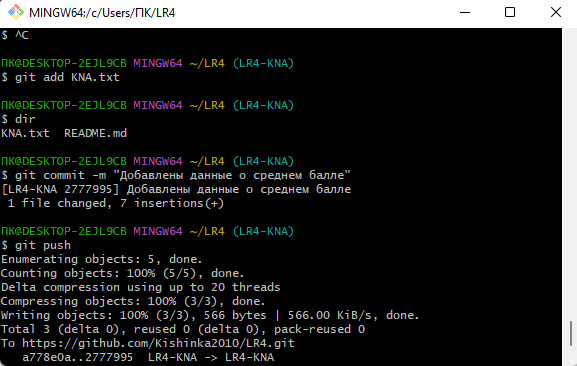 MINGW64:/c/Users/ПК/LR4
$ ^C
ПК@DESKTOP-2EJL9CB MINGW64 ~/LR4 (LR4-KNA)
$ git add KNA.txt
ПК@DESKTOP-2EJL9CB MINGW64 ~/LR4 (LR4-KNA)
$ dir
KNA.txt  README.md
ПК@DESKTOP-2EJL9CB MINGW64 ~/LR4 (LR4-KNA)
$ git commit -m "Добавлены данные о среднем балле"
[LR4-KNA 2777995] Добавлены данные о среднем балле
 1 file changed, 7 insertions(+)
ПК@DESKTOP-2EJL9CB MINGW64 ~/LR4 (LR4-KNA)
$ git push
Enumerating objects: 5, done.
Counting objects: 100% (5/5), done.
Delta compression using up to 20 threads
Compressing objects: 100% (3/3), done.
Writing objects: 100% (3/3), 566 bytes | 566.00 KiB/s, done.
Total 3 (delta 0), reused 0 (delta 0), pack-reused 0
To https://github.com/Kishinka2010/LR4.git
   a778e0a..2777995  LR4-KNA -> LR4-KNA